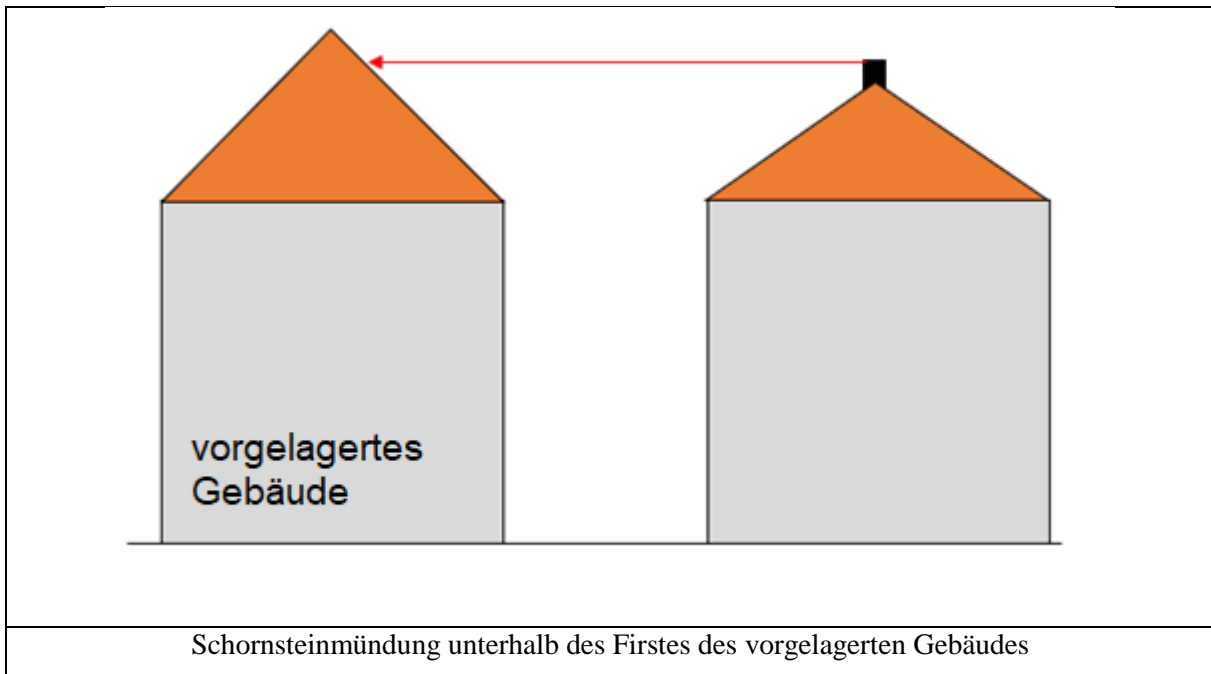 vorgelagertes
Gebäude
Schornsteinmündung unterhalb des Firstes des vorgelagerten Gebäudes